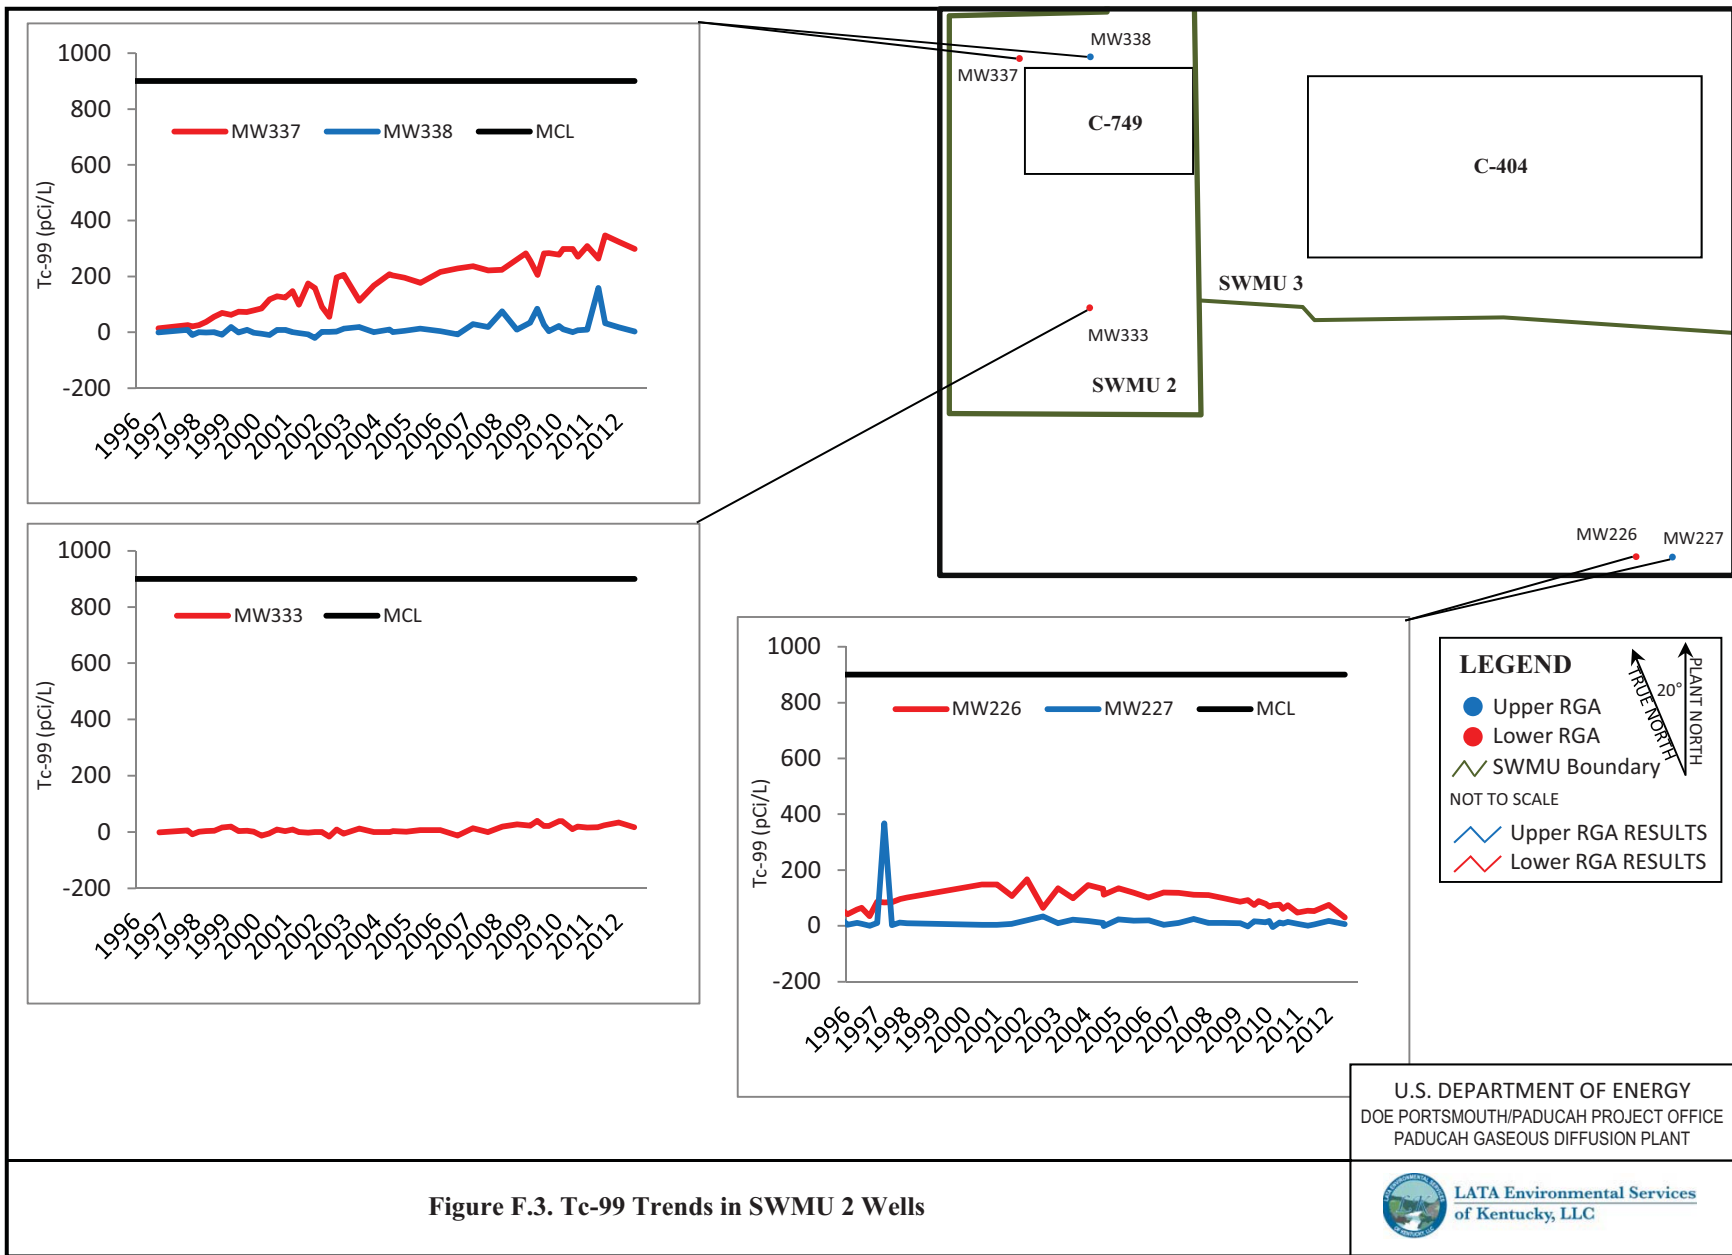 1000
800
600
400
200
0
-200
Tc-99 (pCi/L)
MW337 MW338 MCL
1996 1997 1998 1999 2000 2001 2002 2003 2004 2005 2006 2007 2008 2009 2010 2011 2012
MW338
MW337
C-749
C-404
SWMU 3
MW333
SWMU 2
MW226 MW227
1000
800
600
400
200
0
-200
Tc-99 (pCi/L)
MW333 MCL
1996 1997 1998 1999 2000 2001 2002 2003 2004 2005 2006 2007 2008 2009 2010 2011 2012
1000
800
600
400
200
0
-200
Tc-99 (pCi/L)
MW226 MW227 MCL
1996 1997 1998 1999 2000 2001 2002 2003 2004 2005 2006 2007 2008 2009 2010 2011 2012
LEGEND
Upper RGA
Lower RGA
SWMU Boundary
NOT TO SCALE
Upper RGA RESULTS
Lower RGA RESULTS
TRUE NORTH
20°
PLANT NORTH
U.S. DEPARTMENT OF ENERGY
DOE PORTSMOUTH/PADUCAH PROJECT OFFICE
PADUCAH GASEOUS DIFFUSION PLANT
Figure F.3. Tc-99 Trends in SWMU 2 Wells
LATA ENVIRONMENTAL SERVICES
OF KENTUCKY, LLC
LATA Environmental Services
of Kentucky, LLC